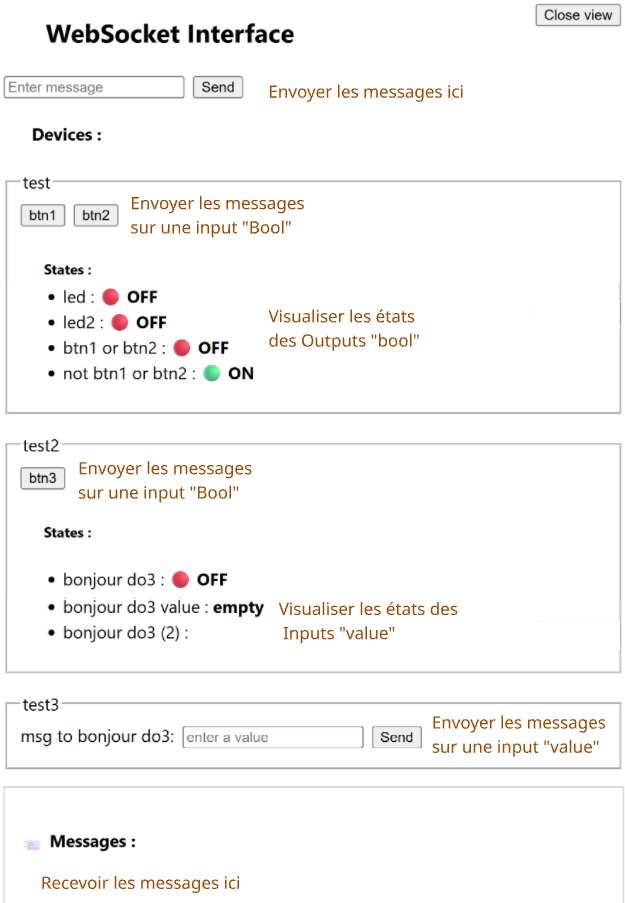 Close view
WebSocket Interface
Enter message Send Envoyer les messages ici
Devices :
test
btn1 btn2 Envoyer les messages
sur une input "Bool"
States :
• led : OFF
• led2 : OFF
• btn1 or btn2 : OFF
• not btn1 or btn2 : ON
Visualiser les états
des Outputs "bool"
test2
btn3 Envoyer les messages
sur une input "Bool"
States :
• bonjour do3 : OFF
• bonjour do3 value : empty
• bonjour do3 (2) :
Visualiser les états des
Inputs "value"
test3
msg to bonjour do3: enter a value Send
Envoyer les messages
sur une input "value"
Messages :
Recevoir les messages ici